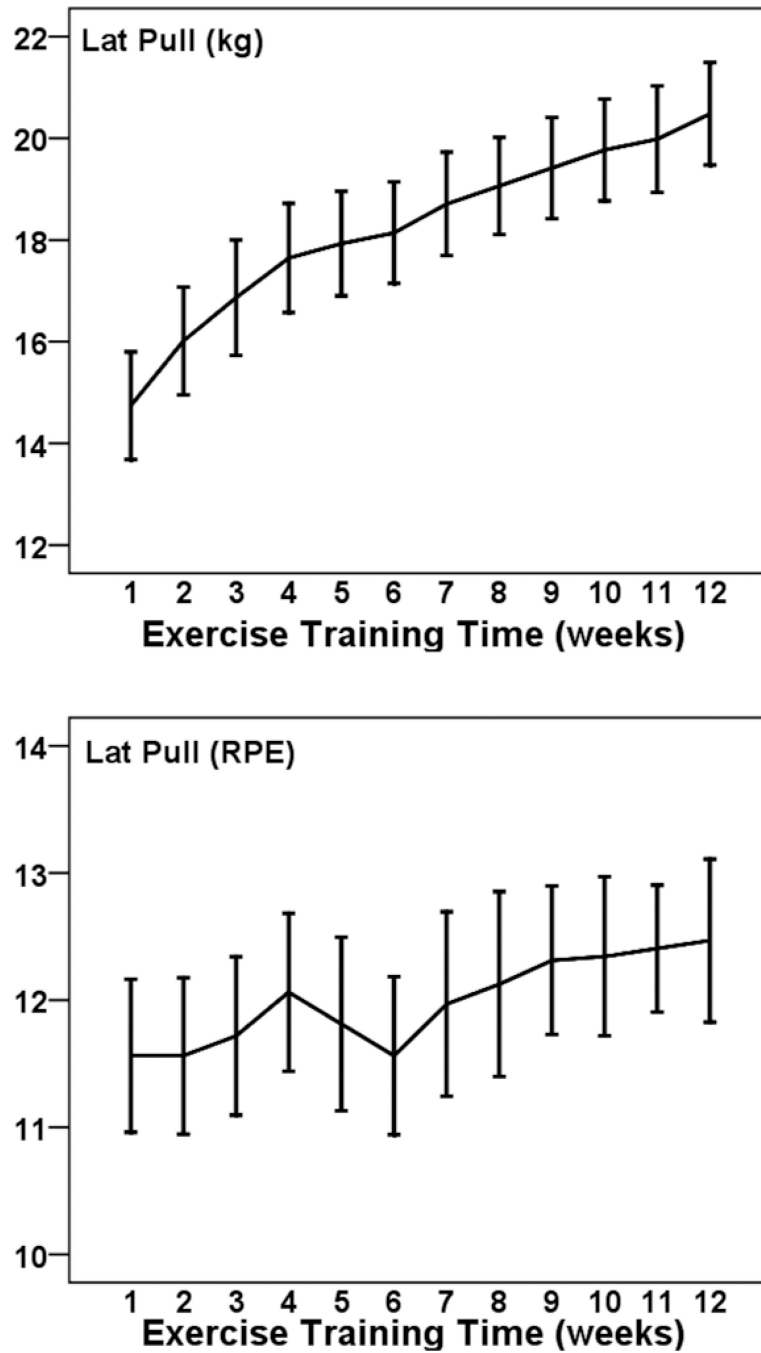 Lat Pull (kg)
22
20
18
16
14
12
1 2 3 4 5 6 7 8 9 10 11 12
Exercise Training Time (weeks)
Lat Pull (RPE)
14
13
12
11
10
1 2 3 4 5 6 7 8 9 10 11 12
Exercise Training Time (weeks)